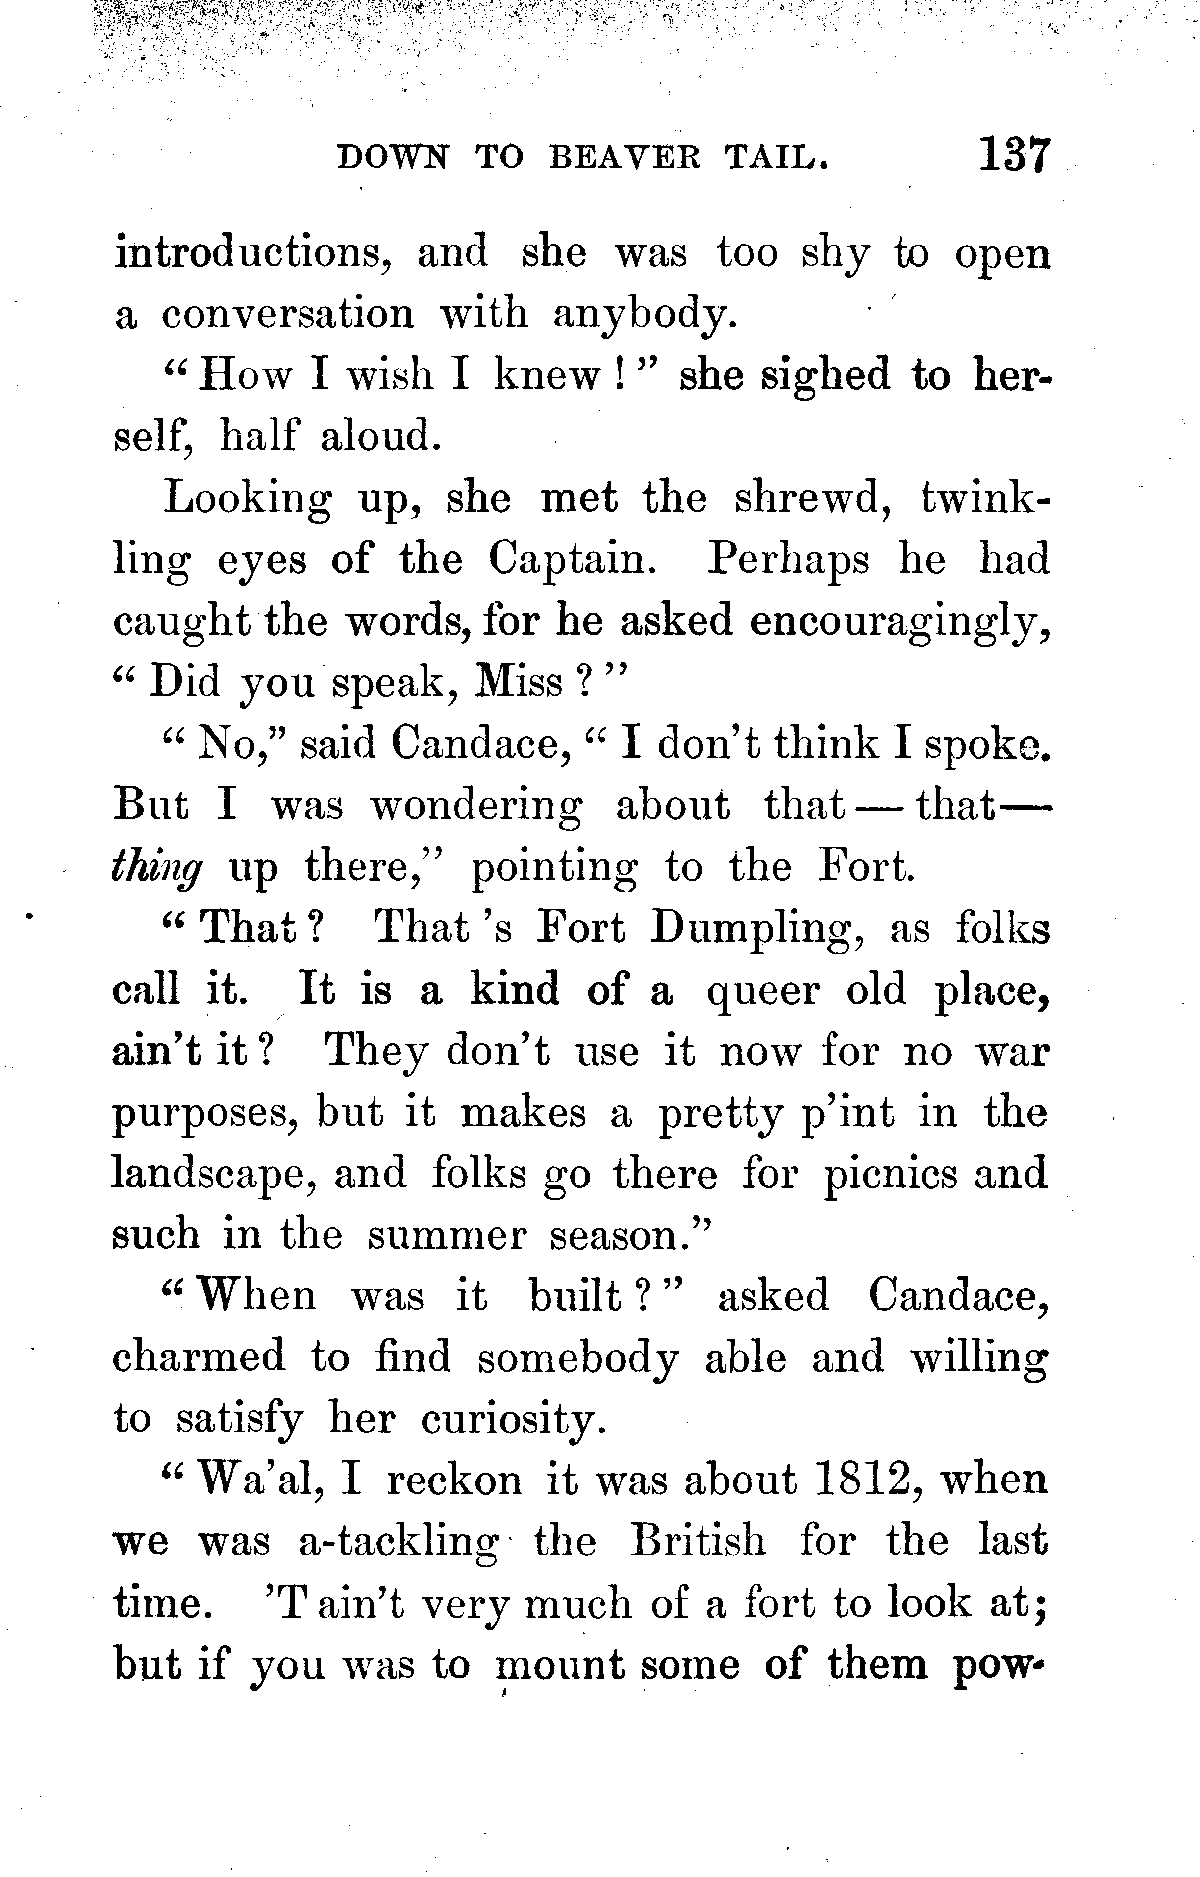 DOWN TO BEAVER TAIL. 137
introductions, and she was too shy to open
a conversation with anybody.
“ How I wish I knew ! ” she sighed to her-
self, half aloud.
Looking up, she met the shrewd, twink-
ling eyes of the Captain. Perhaps he had
caught the words, for he asked encouragingly,
“ Did you speak, Miss ? ”
“ No,” said Candace, “ I don’t think I spoke.
But I was wondering about that — that—
thing up there,” pointing to the Fort.
“ That ? That ’s Fort Dumpling, as folks
call it. It is a kind of a queer old place,
ain’t it ? They don’t use it now for no war
purposes, but it makes a pretty p’int in the
landscape, and folks go there for picnics and
such in the summer season.”
“ When was it built ? ” asked Candace,
charmed to find somebody able and willing
to satisfy her curiosity.
“ Wa’al, I reckon it was about 1812, when
we was a-tackling the British for the last
time. ’T ain’t very much of a fort to look at;
but if you was to mount some of them pow-